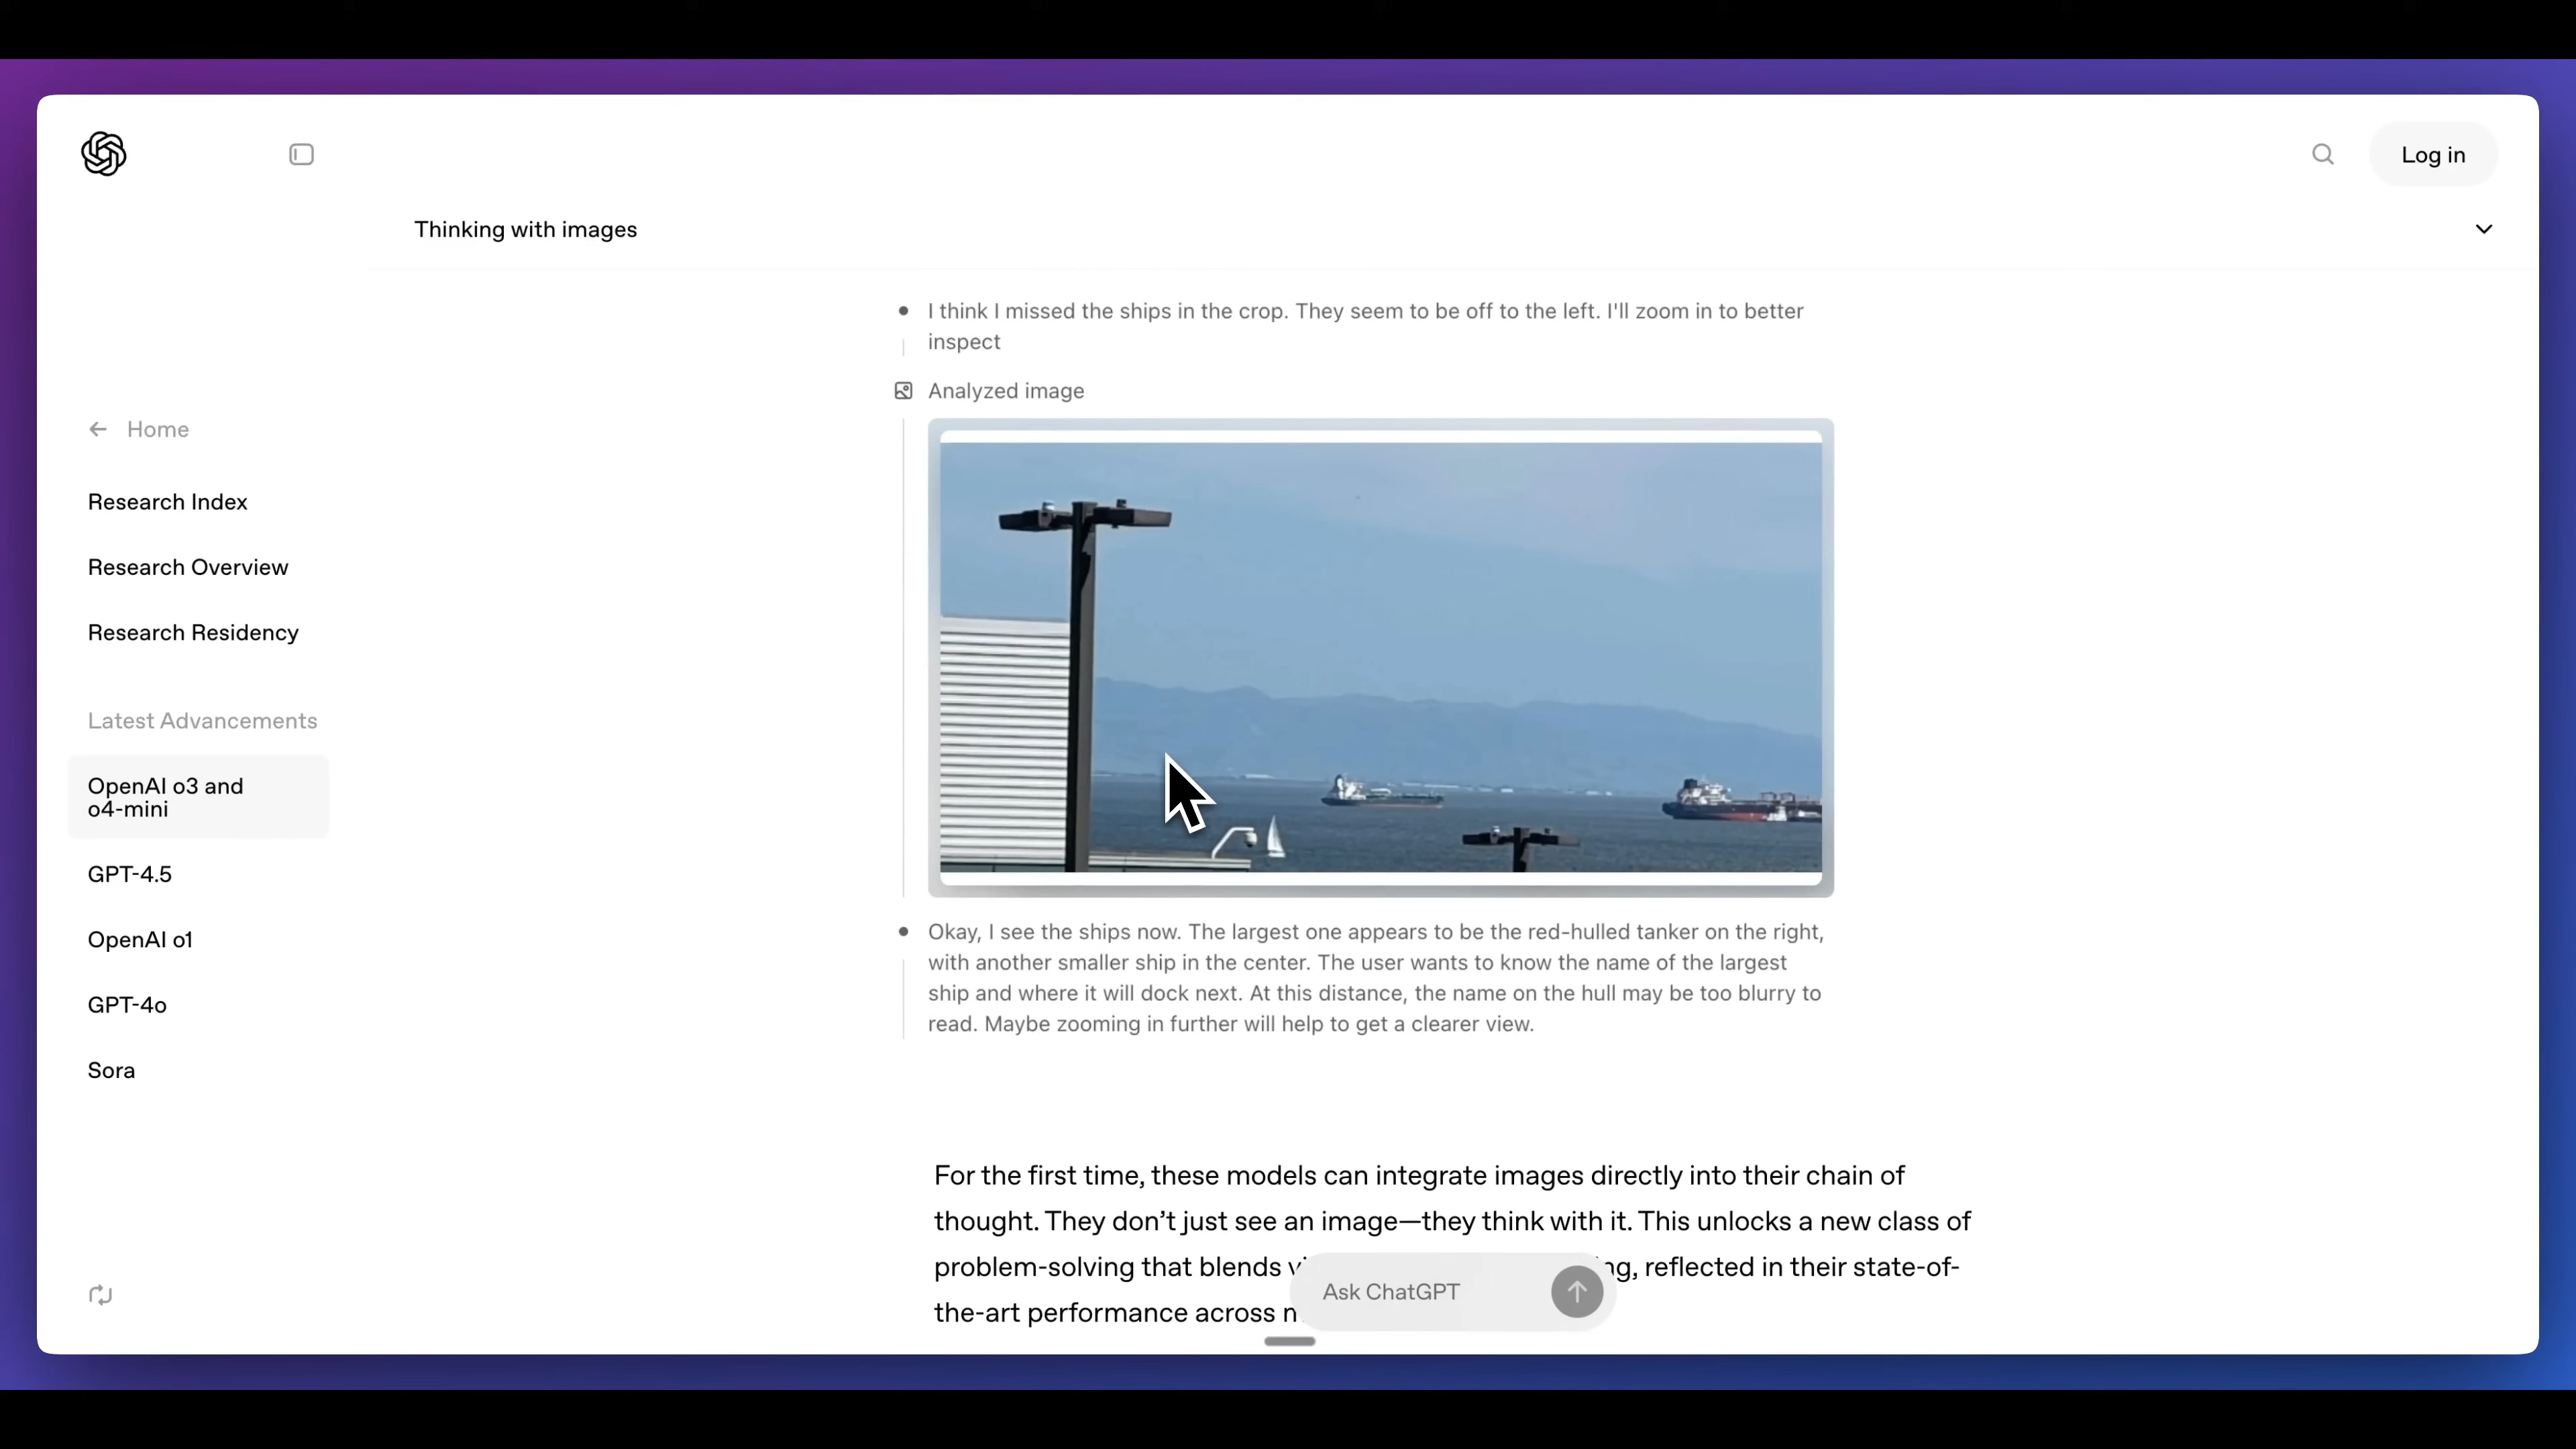 Log in
Thinking with images
I think I missed the ships in the crop. They seem to be off to the left. I'll zoom in to better
inspect
Analyzed image
Home
Research Index
Research Overview
Research Residency
Latest Advancements
OpenAI o3 and
o4-mini
GPT-4.5
OpenAI o1
GPT-4o
Sora
Okay, I see the ships now. The largest one appears to be the red-hulled tanker on the right,
with another smaller ship in the center. The user wants to know the name of the largest
ship and where it will dock next. At this distance, the name on the hull may be too blurry to
read. Maybe zooming in further will help to get a clearer view.
For the first time, these models can integrate images directly into their chain of
thought. They don't just see an image—they think with it. This unlocks a new class of
problem-solving that blends reflected in their state-of-
the-art performance across
Ask ChatGPT